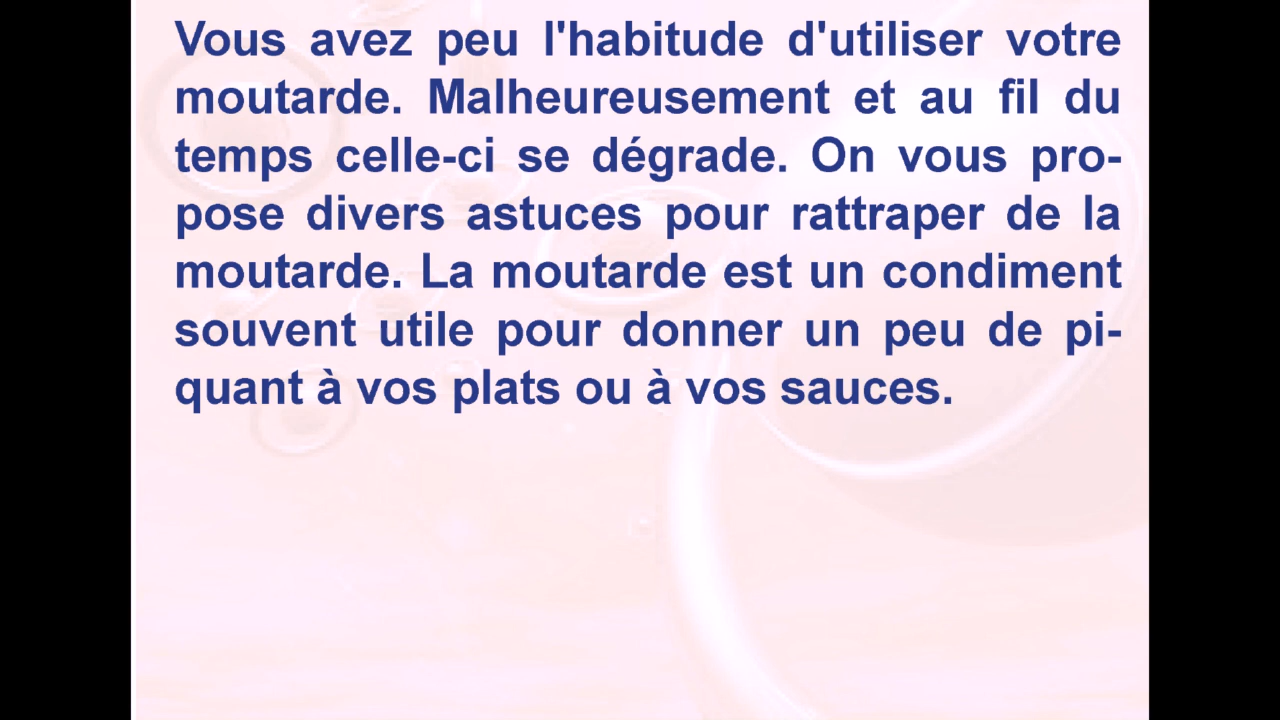 Vous avez peu l'habitude d'utiliser votre
moutarde. Malheureusement et au fil du
temps celle-ci se dégrade. On vous pro-
pose divers astuces pour rattraper de la
moutarde. La moutarde est un condiment
souvent utile pour donner un peu de pi-
quant à vos plats ou à vos sauces.